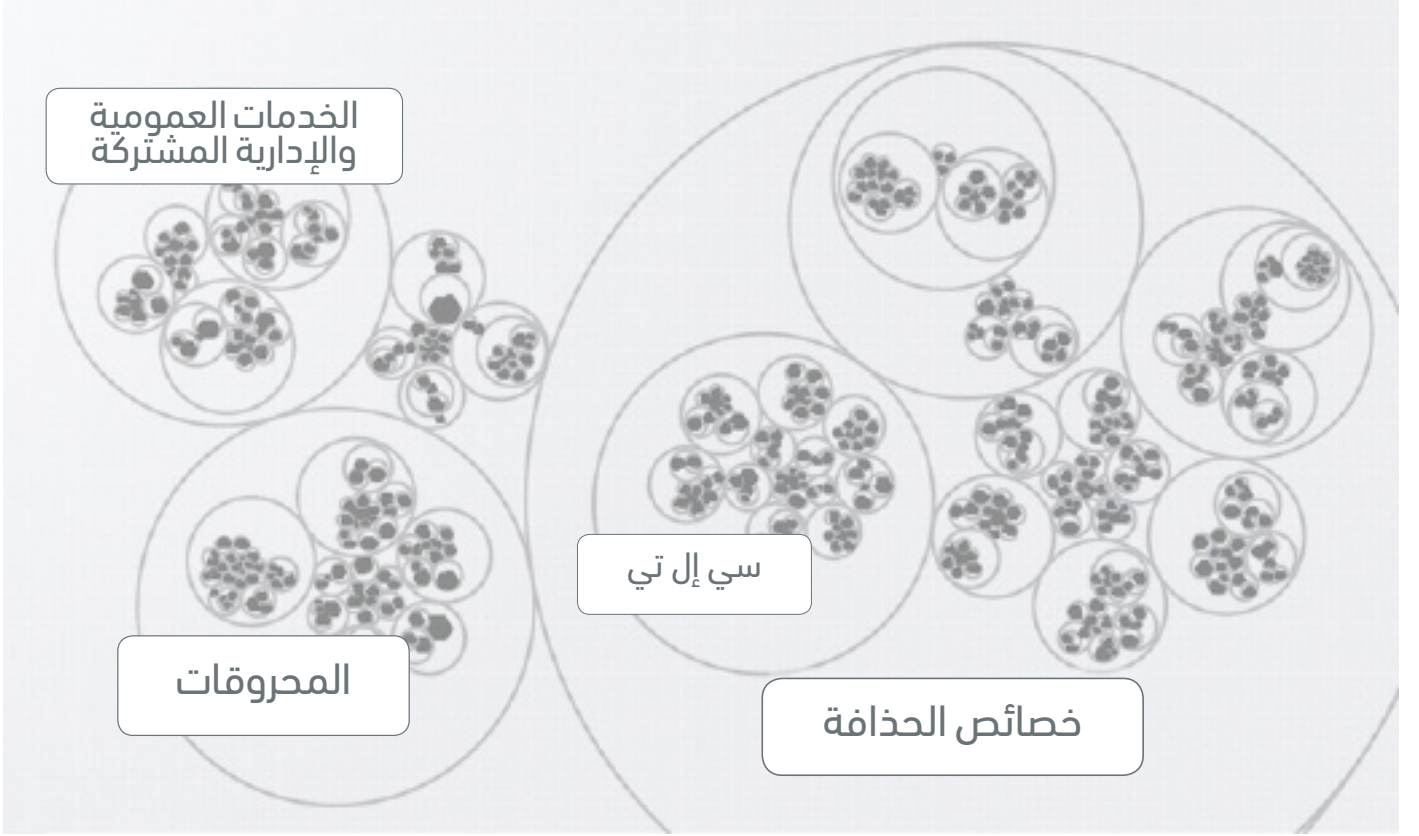 الخدمات العمومية
والإدارية المشتركة
سي إل تي
المحروقات
خصائص الحذافة